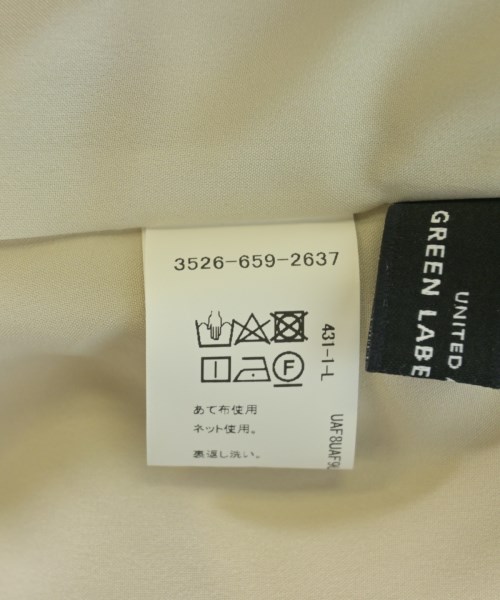 3526-659-2637
F
あて布使用
ネット使用。
裏返し洗い。
431-1-L
UAF8UAF9
UNITED
GREEN LABE